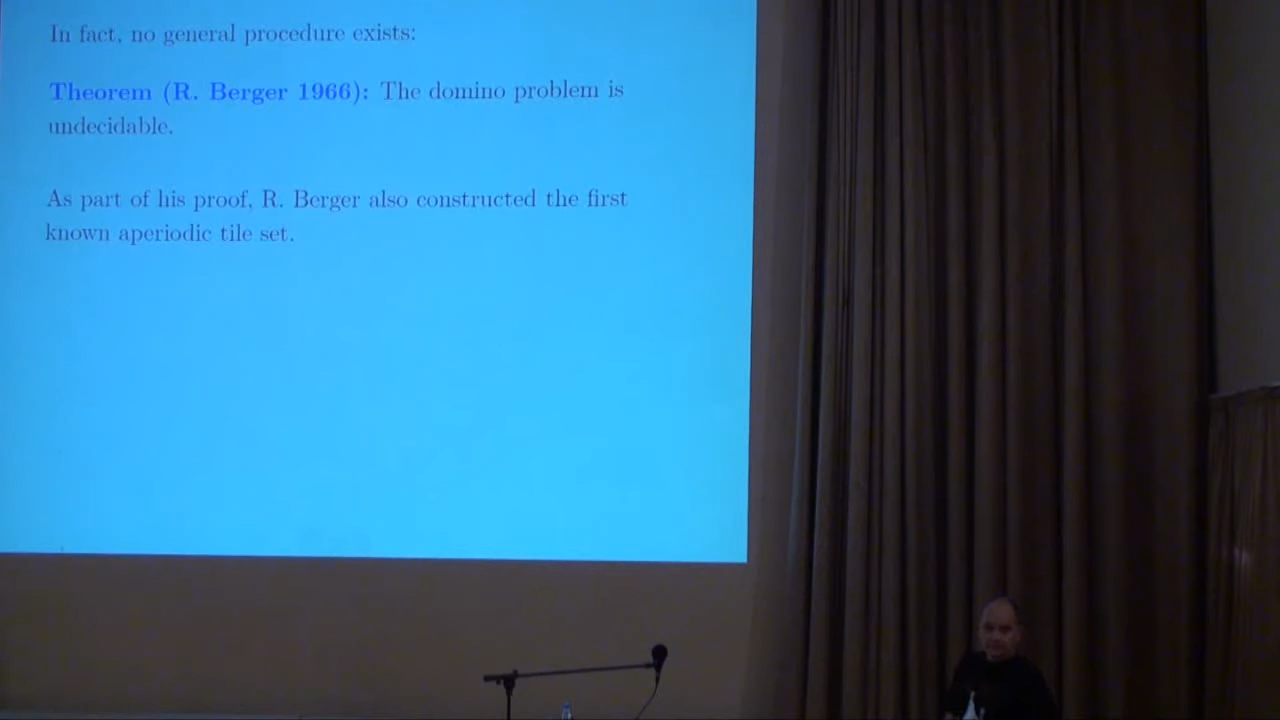 In fact, no general procedure exists:
Theorem (R. Berger 1966): The domino problem is
undecidable.
As part of his proof, R. Berger also constructed the first
known aperiodic tile set.